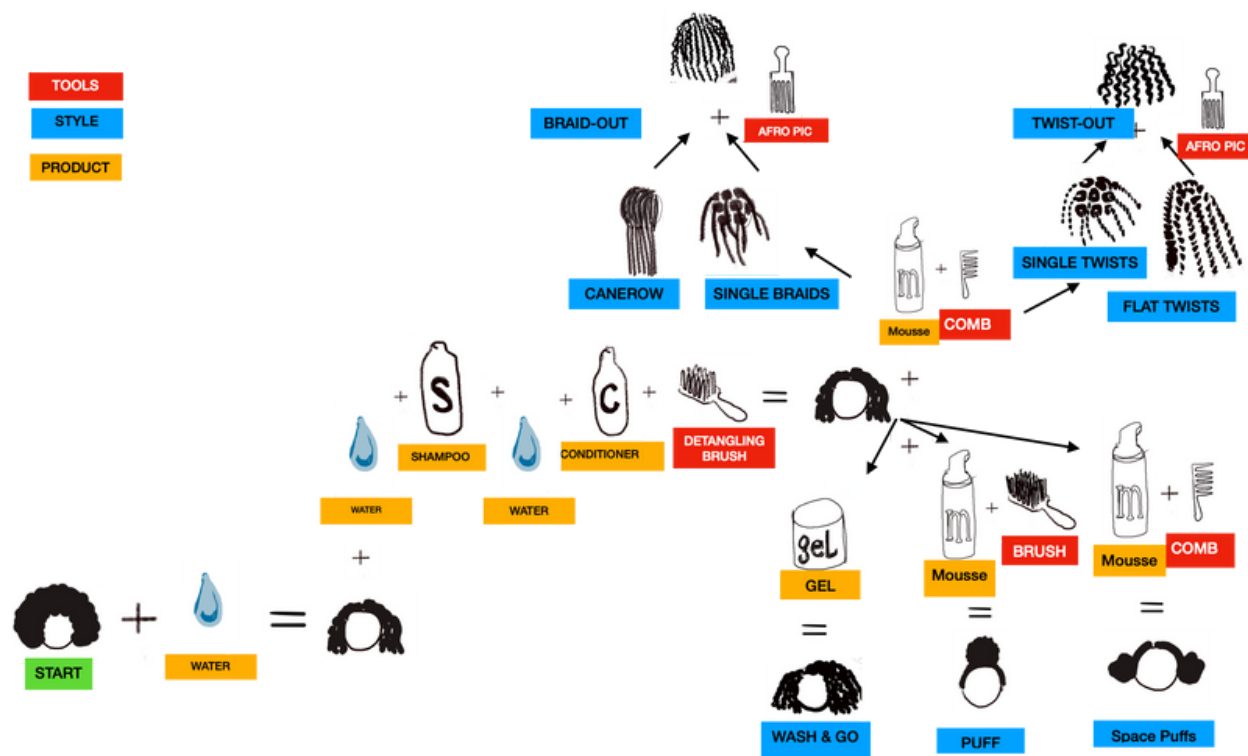 TOOLS
STYLE
PRODUCT
BRAID-OUT
AFRO PIC
TWIST-OUT
AFRO PIC
CANEROW
SINGLE BRAIDS
m
Mousse
COMB
SINGLE TWISTS
FLAT TWISTS
S
SHAMPOO
C
CONDITIONER
DETANGLING
BRUSH
WATER
WATER
geL
GEL
m
Mousse
BRUSH
m
Mousse
COMB
START
WATER
WASH & GO
PUFF
Space Puffs